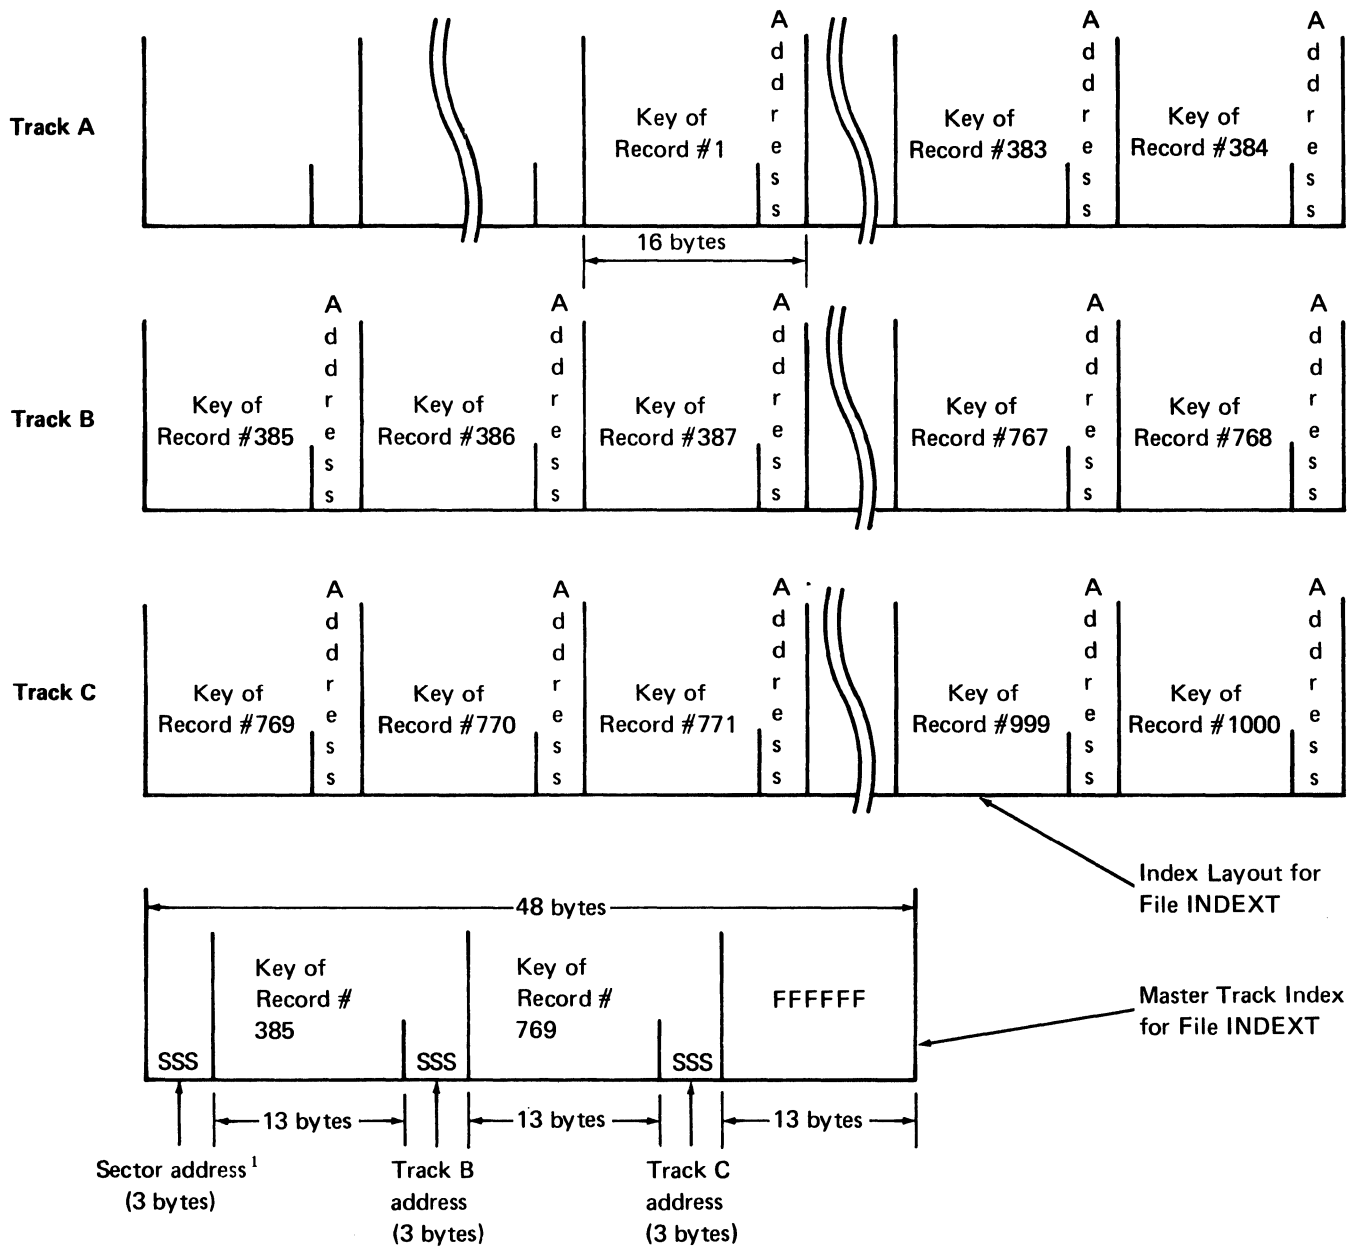 Track A
Key of
Record #1
Address
Key of
Record #383
Address
Key of
Record #384
Address
16 bytes
Track B
Key of
Record #385
Address
Key of
Record #386
Address
Key of
Record #387
Address
Key of
Record #767
Address
Key of
Record #768
Address
Track C
Key of
Record #769
Address
Key of
Record #770
Address
Key of
Record #771
Address
Key of
Record #999
Address
Key of
Record #1000
Address
Index Layout for
File INDEXT
48 bytes
SSS
Key of
Record #
385
SSS
Key of
Record #
769
SSS
FFFFFF
Master Track Index
for File INDEXT
13 bytes
13 bytes
13 bytes
Sector address¹
(3 bytes)
Track B
address
(3 bytes)
Track C
address
(3 bytes)